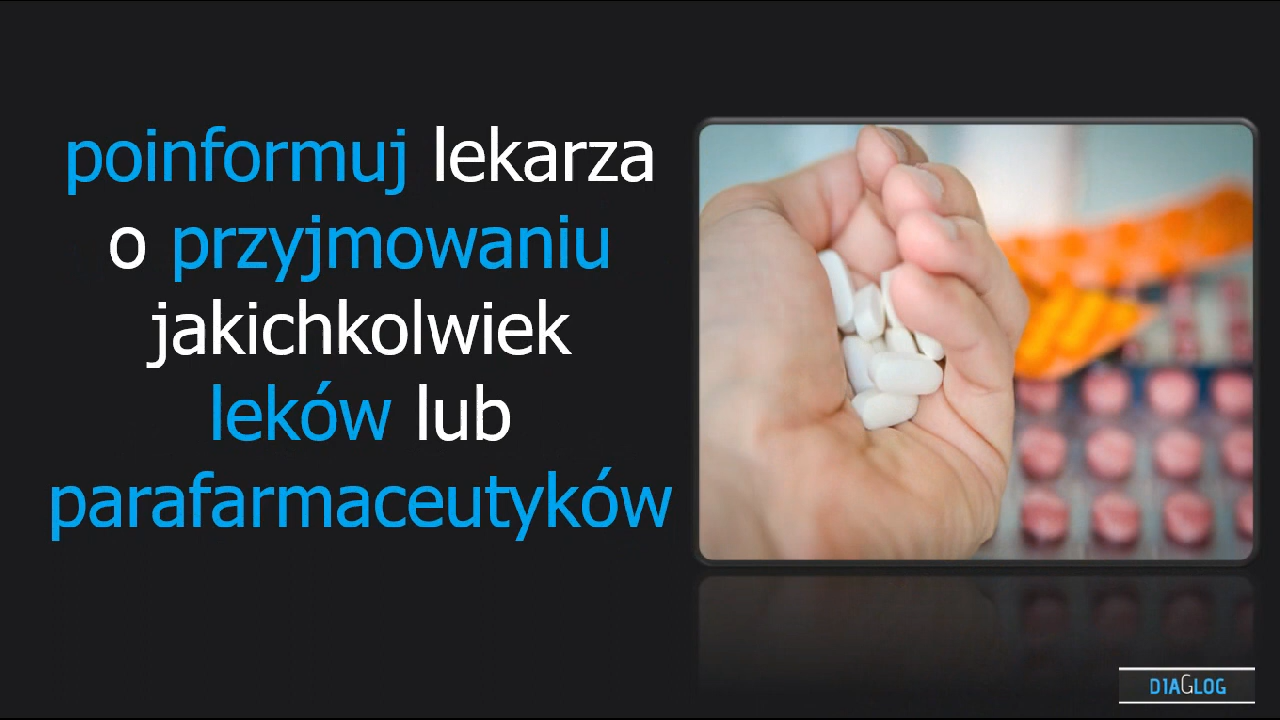 poinformuj lekarza
o przyjmowaniu
jakichkolwiek
leków lub
parafarmaceutyków
DIAGLOG